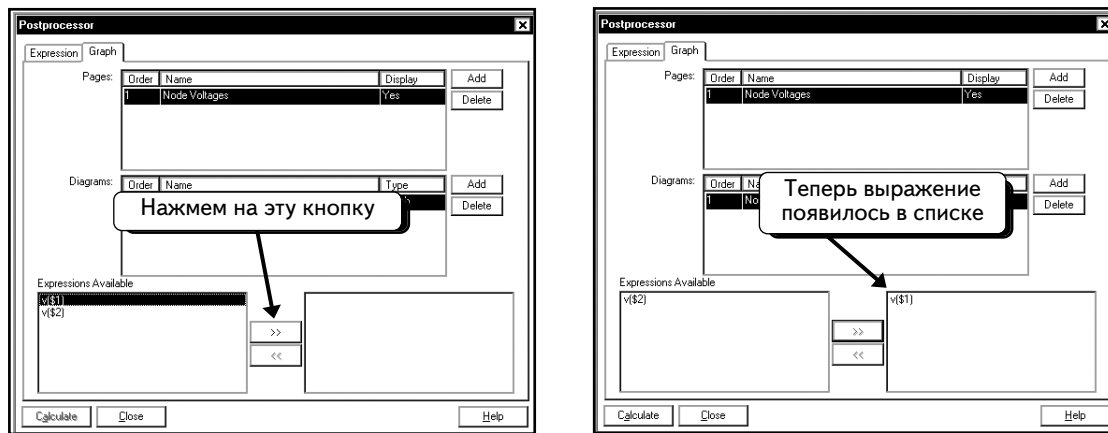 Postprocessor
Expression Graph
Pages: Order Name Display Add
1 Node Voltages Yes Delete
Diagrams: Order Name Type Add
Нажмем на эту кнопку Delete
Expressions Available
v($1)
v($2)
>>
<<
Calculate Close Help
Postprocessor
Expression Graph
Pages: Order Name Display Add
1 Node Voltages Yes Delete
Diagrams: Order Add
1 Delete
Теперь выражение
появилось в списке
Expressions Available
v($2) v($1)
>>
<<
Calculate Close Help